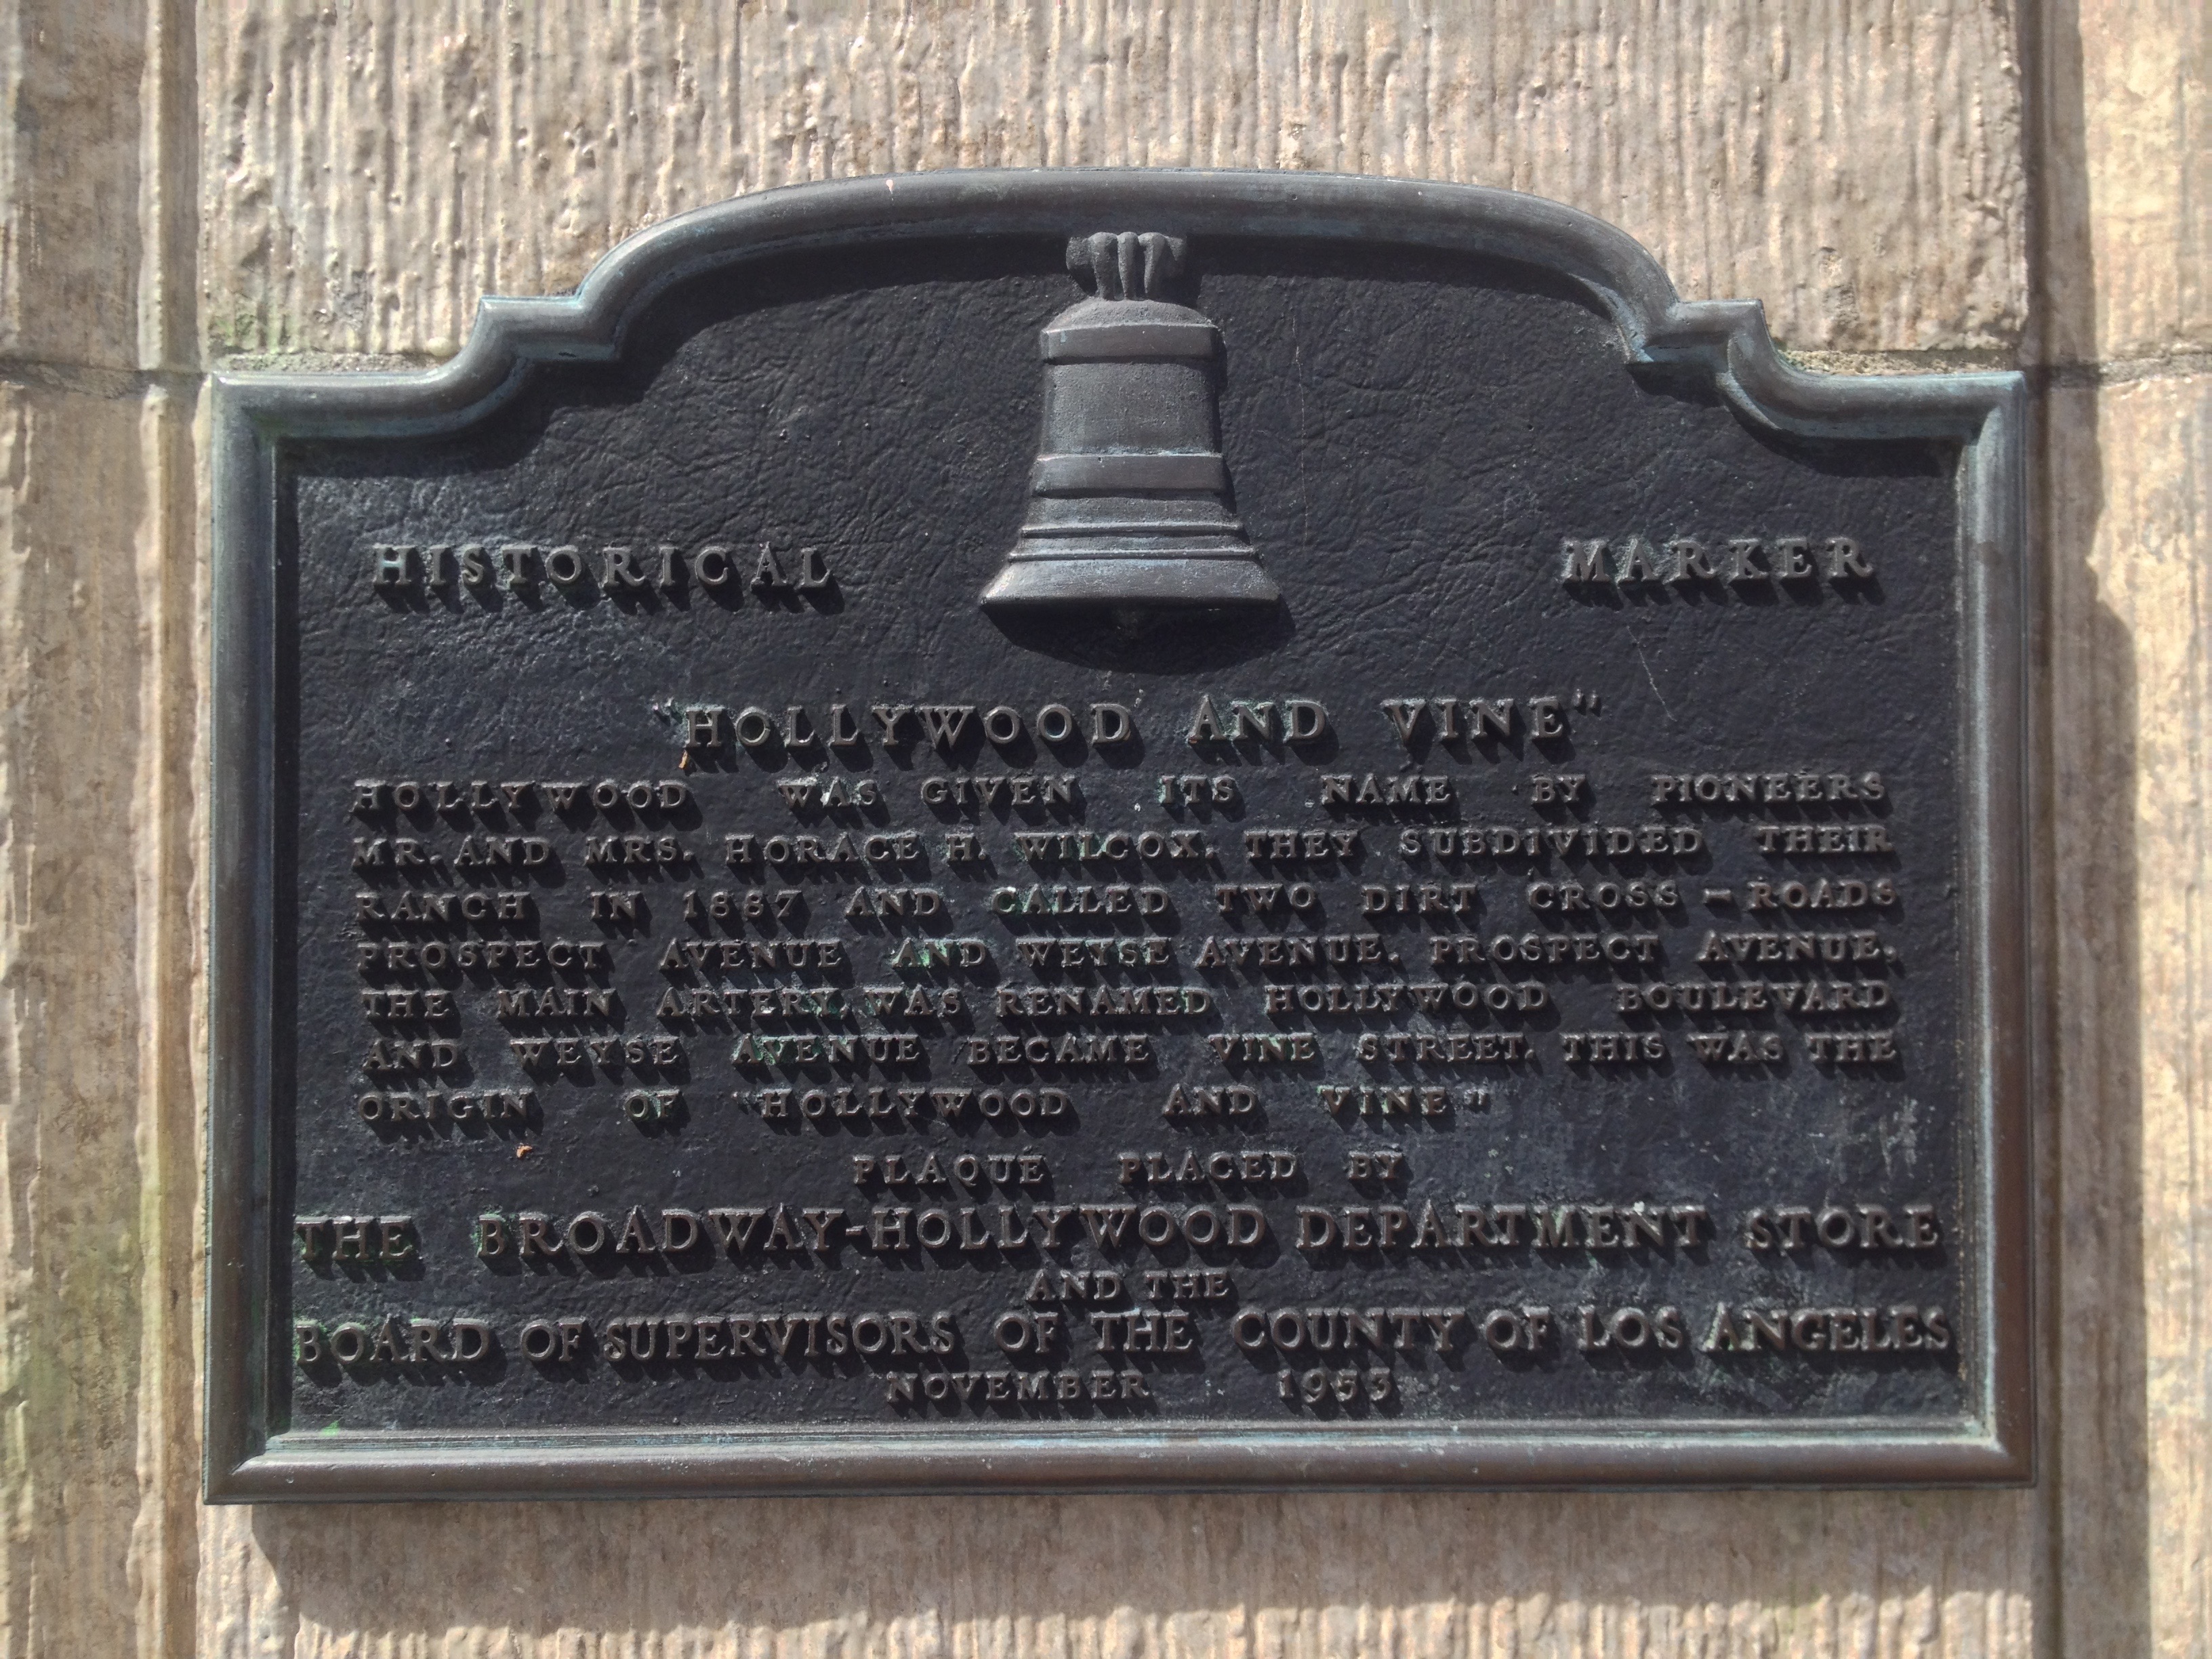 HISTORICAL MARKER
"HOLLYWOOD AND VINE"
HOLLYWOOD WAS GIVEN ITS NAME BY PIONEERS
MR. AND MRS. HORACE H. WILCOX. THEY SUBDIVIDED THEIR
RANCH IN 1887 AND CALLED TWO DIRT CROSS-ROADS
PROSPECT AVENUE AND WEYSE AVENUE. PROSPECT AVENUE,
THE MAIN ARTERY, WAS RENAMED HOLLYWOOD BOULEVARD
AND WEYSE AVENUE BECAME VINE STREET. THIS WAS THE
ORIGIN OF "HOLLYWOOD AND VINE"
PLAQUE PLACED BY
THE BROADWAY-HOLLYWOOD DEPARTMENT STORE
AND THE
BOARD OF SUPERVISORS OF THE COUNTY OF LOS ANGELES
NOVEMBER 1953